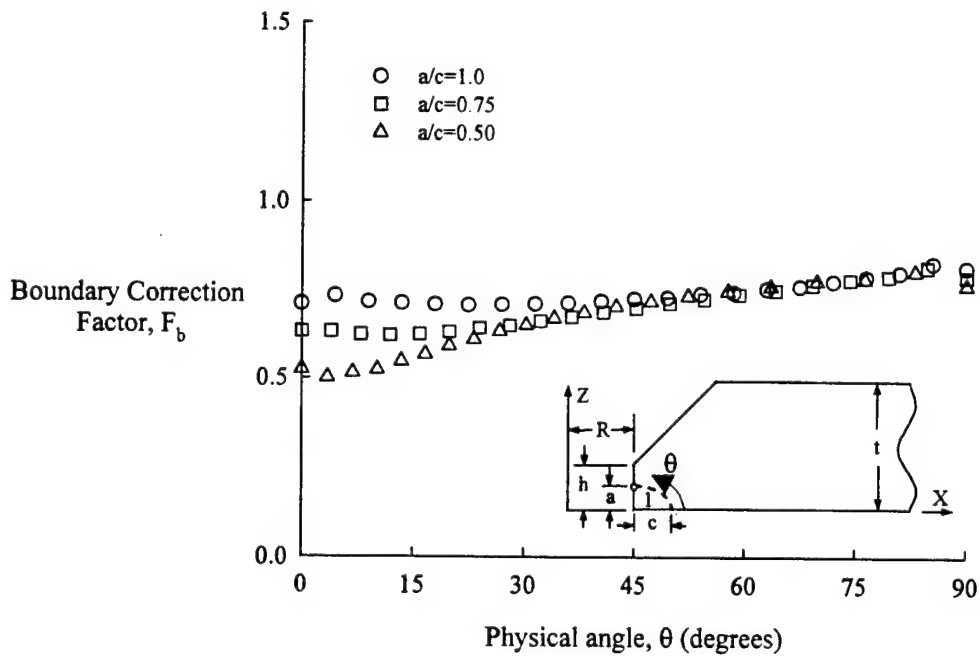 1.5
a/c=1.0
a/c=0.75
a/c=0.50
1.0
Boundary Correction
Factor, F_b
0.5
Z
R
θ
t
h
a
1
c
X
0.0
0
15
30
45
60
75
90
Physical angle, θ (degrees)